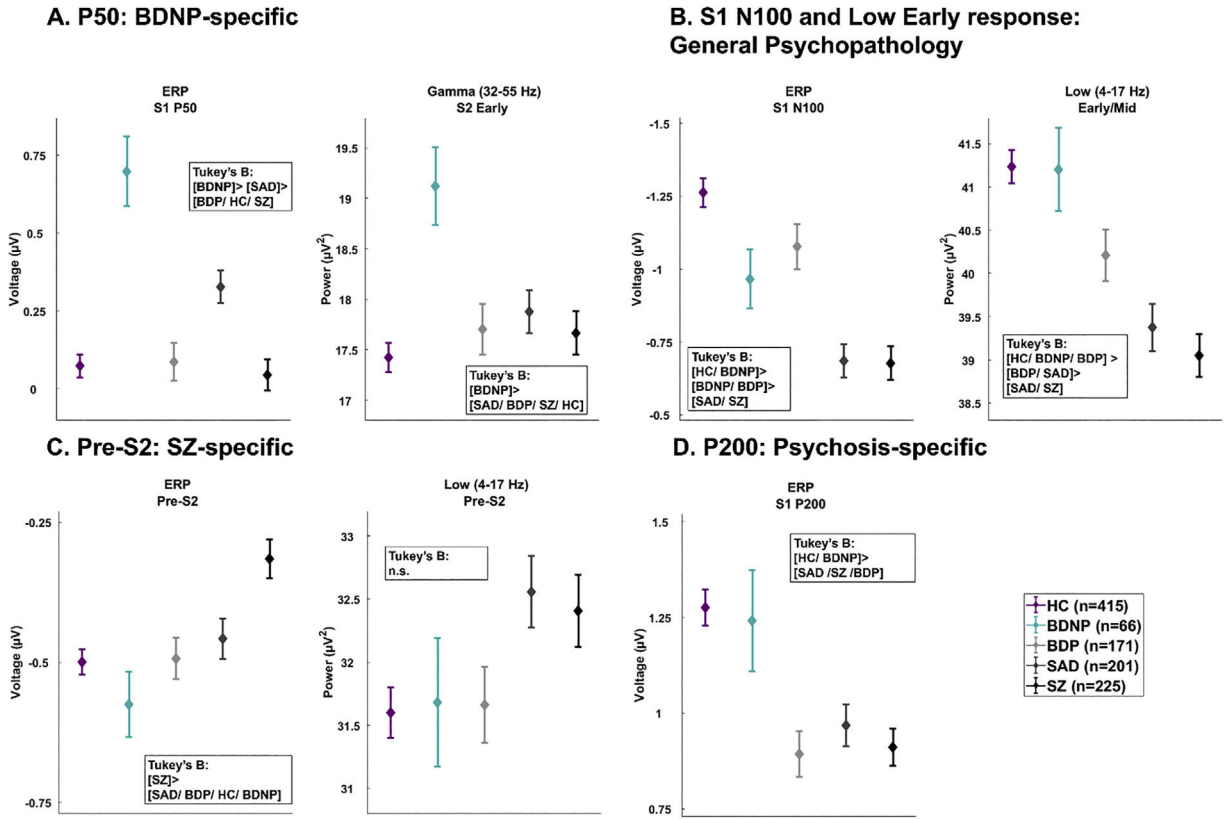 A. P50: BDNP-specific
ERP
S1 P50
Voltage (µV)
0.75
0.5
0.25
0
Tukey's B:
[BDNP]> [SAD]>
[BDP/ HC/ SZ]
Gamma (32-55 Hz)
S2 Early
Power (µV²)
19.5
19
18.5
18
17.5
17
Tukey's B:
[BDNP]>
[SAD/ BDP/ SZ/ HC]
B. S1 N100 and Low Early response:
General Psychopathology
ERP
S1 N100
Voltage (µV)
-1.5
-1.25
-1
-0.75
-0.5
Tukey's B:
[HC/ BDNP]>
[BDNP/ BDP]>
[SAD/ SZ]
Low (4-17 Hz)
Early/Mid
Power (µV²)
41.5
41
40.5
40
39.5
39
38.5
Tukey's B:
[HC/ BDNP/ BDP] >
[BDP/ SAD]>
[SAD/ SZ]
C. Pre-S2: SZ-specific
ERP
Pre-S2
Voltage (µV)
-0.25
-0.5
-0.75
Tukey's B:
[SZ]>
[SAD/ BDP/ HC/ BDNP]
Low (4-17 Hz)
Pre-S2
Power (µV²)
33
32.5
32
31.5
31
Tukey's B:
n.s.
D. P200: Psychosis-specific
ERP
S1 P200
Voltage (µV)
1.5
1.25
1
0.75
Tukey's B:
[HC/ BDNP]>
[SAD /SZ /BDP]
HC (n=415)
BDNP (n=66)
BDP (n=171)
SAD (n=201)
SZ (n=225)